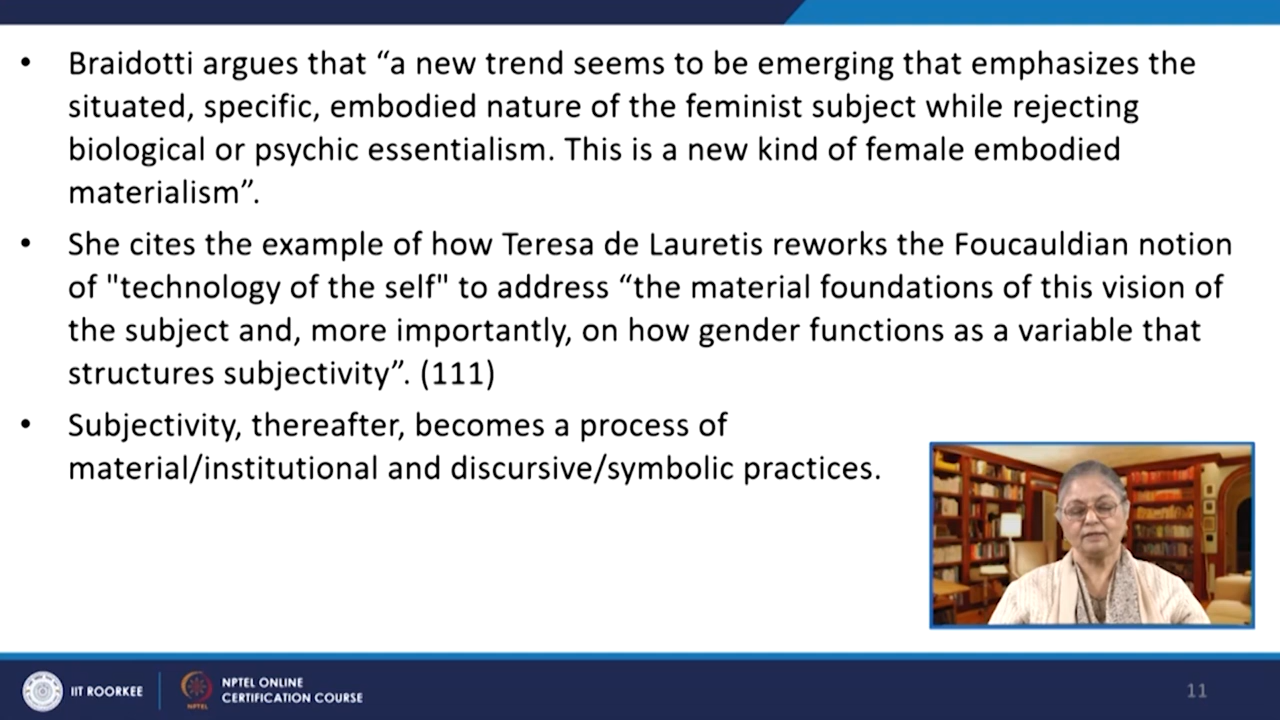 • Braidotti argues that “a new trend seems to be emerging that emphasizes the
situated, specific, embodied nature of the feminist subject while rejecting
biological or psychic essentialism. This is a new kind of female embodied
materialism”.
• She cites the example of how Teresa de Lauretis reworks the Foucauldian notion
of "technology of the self" to address “the material foundations of this vision of
the subject and, more importantly, on how gender functions as a variable that
structures subjectivity”. (111)
• Subjectivity, thereafter, becomes a process of
material/institutional and discursive/symbolic practices.
IIT ROORKEE
NPTEL
NPTEL ONLINE
CERTIFICATION COURSE
11